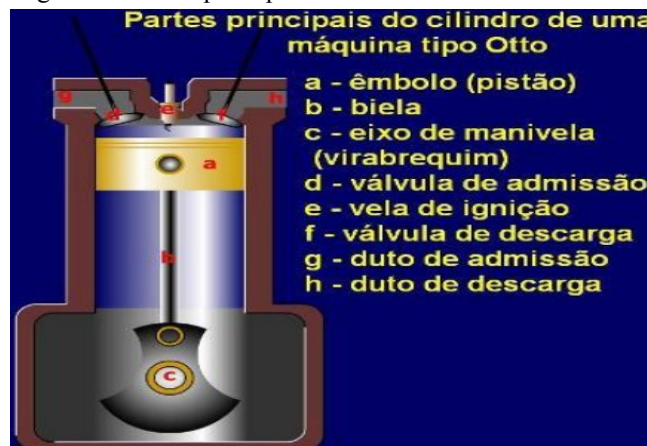 Partes principais do cilindro de uma
máquina tipo Otto
a - êmbolo (pistão)
b - biela
c - eixo de manivela
(virabrequim)
d - válvula de admissão
e - vela de ignição
f - válvula de descarga
g - duto de admissão
h - duto de descarga
g
d
e
f
h
a
b
c